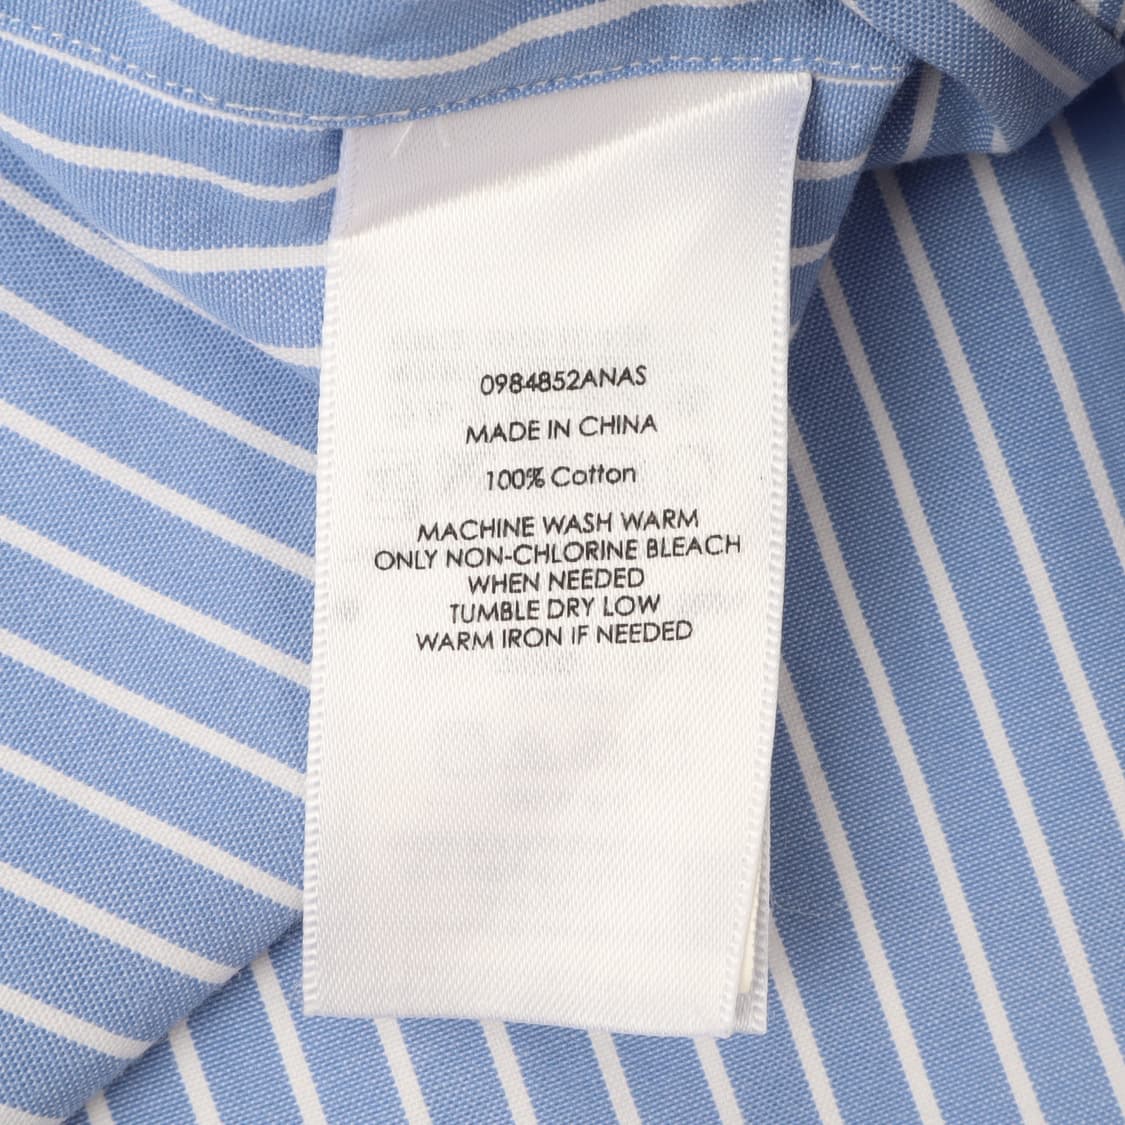 0984852ANAS
MADE IN CHINA
100% Cotton
MACHINE WASH WARM
ONLY NON-CHLORINE BLEACH
WHEN NEEDED
TUMBLE DRY LOW
WARM IRON IF NEEDED